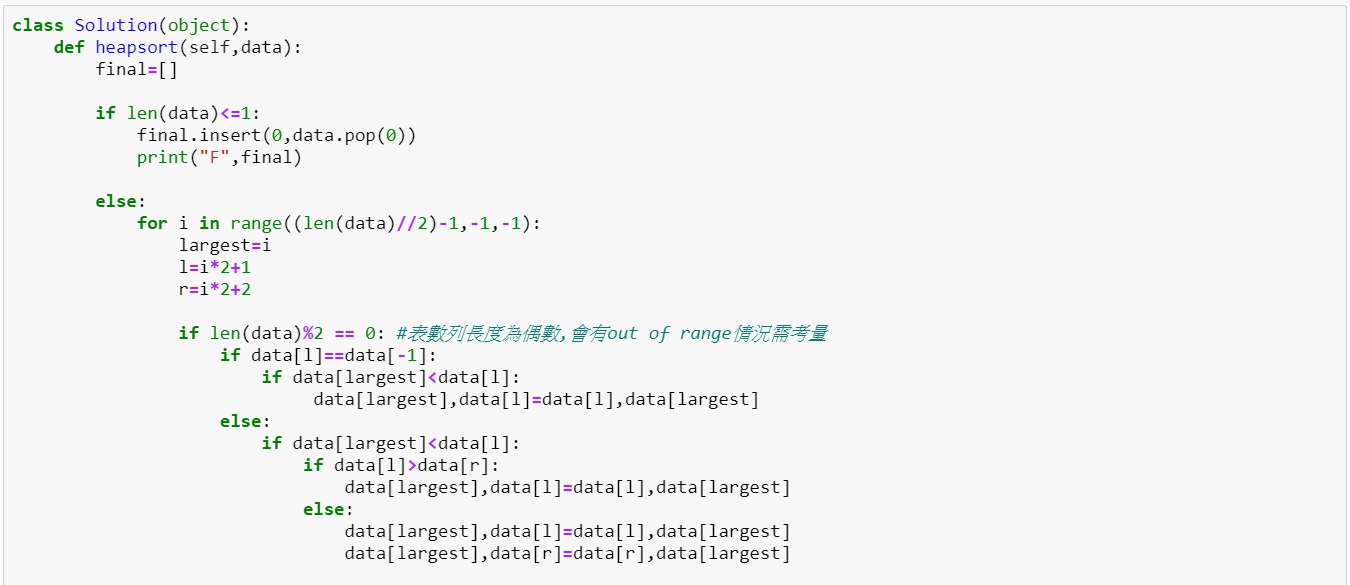 class Solution(object):
    def heapsort(self,data):
        final=[]

        if len(data)<=1:
            final.insert(0,data.pop(0))
            print("F",final)

        else:
            for i in range((len(data)//2)-1,-1,-1):
                largest=i
                l=i*2+1
                r=i*2+2

                if len(data)%2 == 0: #表數列長度為偶數,會有out of range情況需考量
                    if data[l]==data[-1]:
                        if data[largest]<data[l]:
                             data[largest],data[l]=data[l],data[largest]
                    else:
                        if data[largest]<data[l]:
                            if data[l]>data[r]:
                                data[largest],data[l]=data[l],data[largest]
                            else:
                                data[largest],data[l]=data[l],data[largest]
                                data[largest],data[r]=data[r],data[largest]